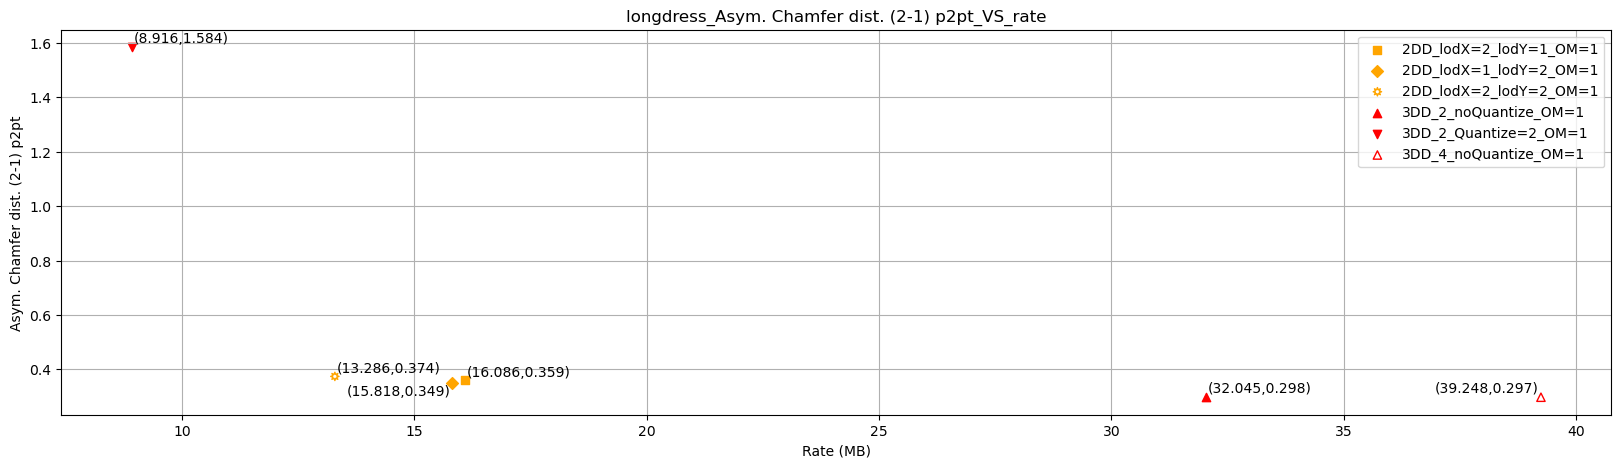 longdress_Asym. Chamfer dist. (2-1) p2pt_VS_rate
Asym. Chamfer dist. (2-1) p2pt
1.6
1.4
1.2
1.0
0.8
0.6
0.4
(8.916,1.584)
2DD_lodX=2_lodY=1_OM=1
2DD_lodX=1_lodY=2_OM=1
2DD_lodX=2_lodY=2_OM=1
3DD_2_noQuantize_OM=1
3DD_2_Quantize=2_OM=1
3DD_4_noQuantize_OM=1
(13.286,0.374)
(16.086,0.359)
(15.818,0.349)
(32.045,0.298)
(39.248,0.297)
10
15
20
25
30
35
40
Rate (MB)